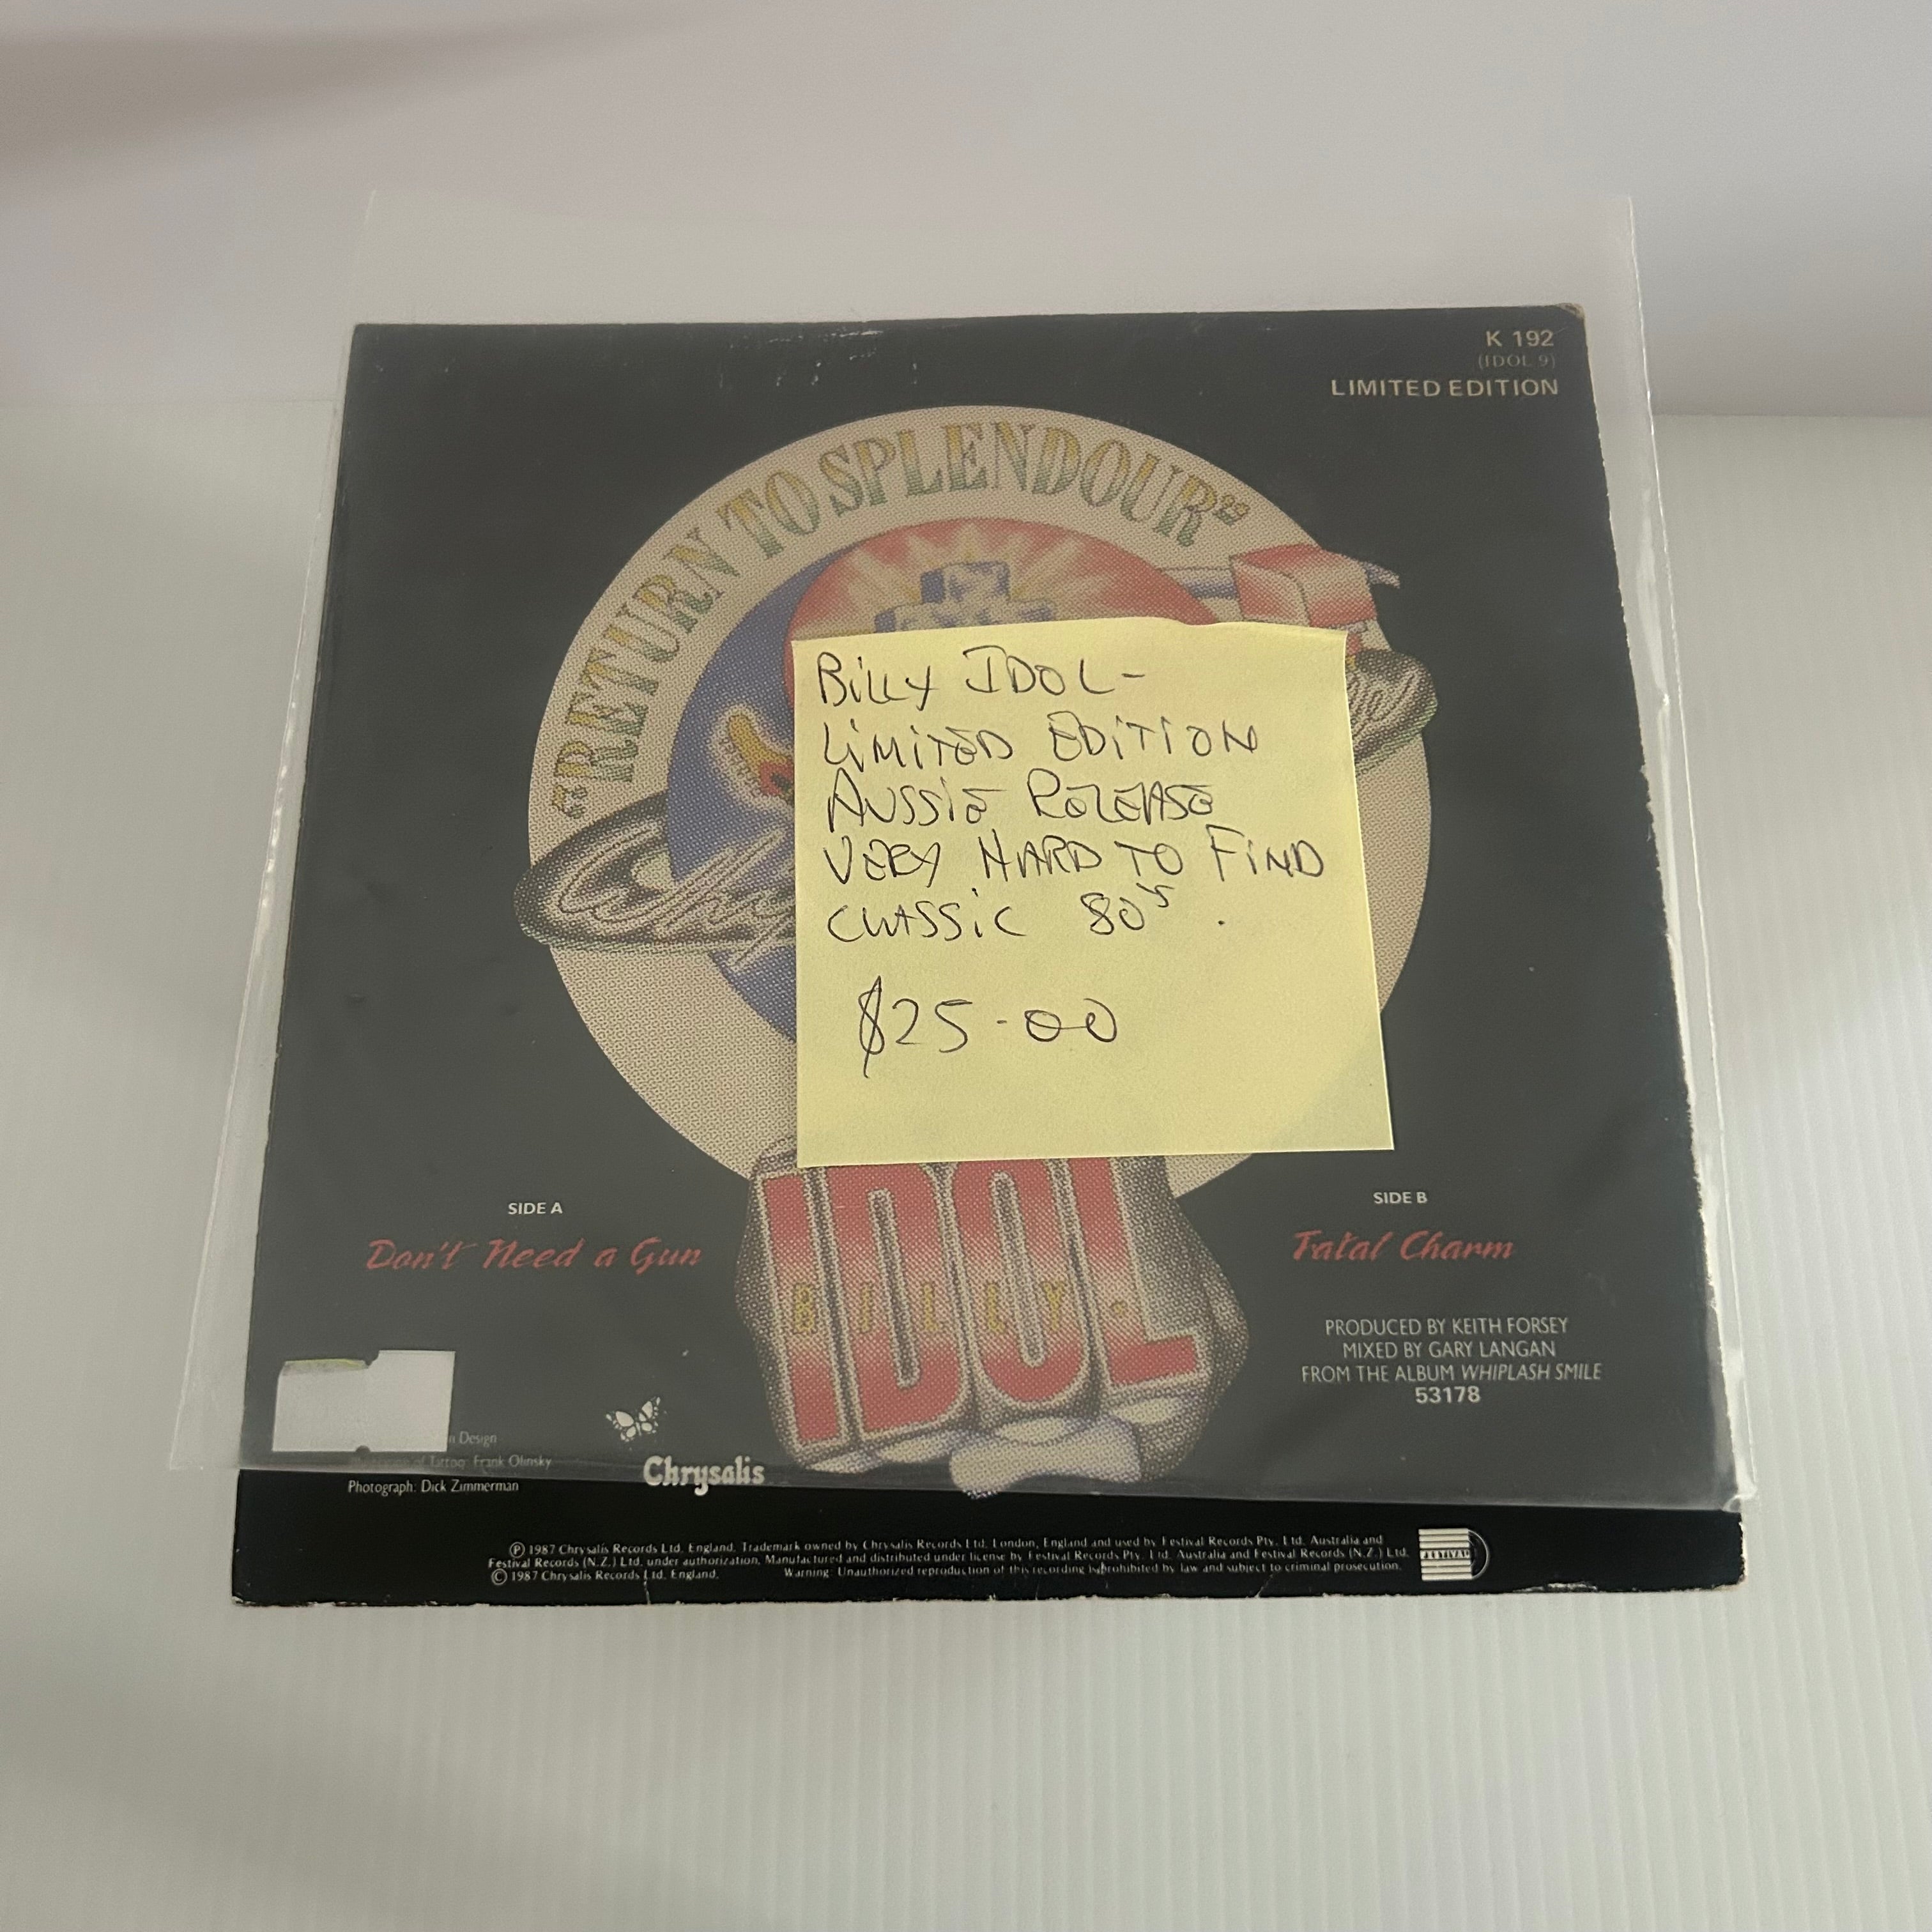 K 192
(IDOL 9)
LIMITED EDITION
"RETURN TO SPLENDOUR"
BILLY IDOL-
LIMITED EDITION
AUSSIE RELEASE
VERY HARD TO FIND
CLASSIC 80's.
$25.00
IDOL
BILLY
SIDE A
Don't Need a Gun
SIDE B
Fatal Charm
PRODUCED BY KEITH FORSEY
MIXED BY GARY LANGAN
FROM THE ALBUM WHIPLASH SMILE
53178
Design
of Tattoo: Frank Olinsky
Photograph: Dick Zimmerman
Chrysalis
℗ 1987 Chrysalis Records Ltd. England. Trademark owned by Chrysalis Records Ltd. London, England and used by Festival Records Pty. Ltd. Australia and
Festival Records (N.Z.) Ltd. under authorization. Manufactured and distributed under license by Festival Records Pty. Ltd. Australia and Festival Records (N.Z.) Ltd.
© 1987 Chrysalis Records Ltd. England. Warning: Unauthorized reproduction of this recording is prohibited by law and subject to criminal prosecution.
FESTIVAL